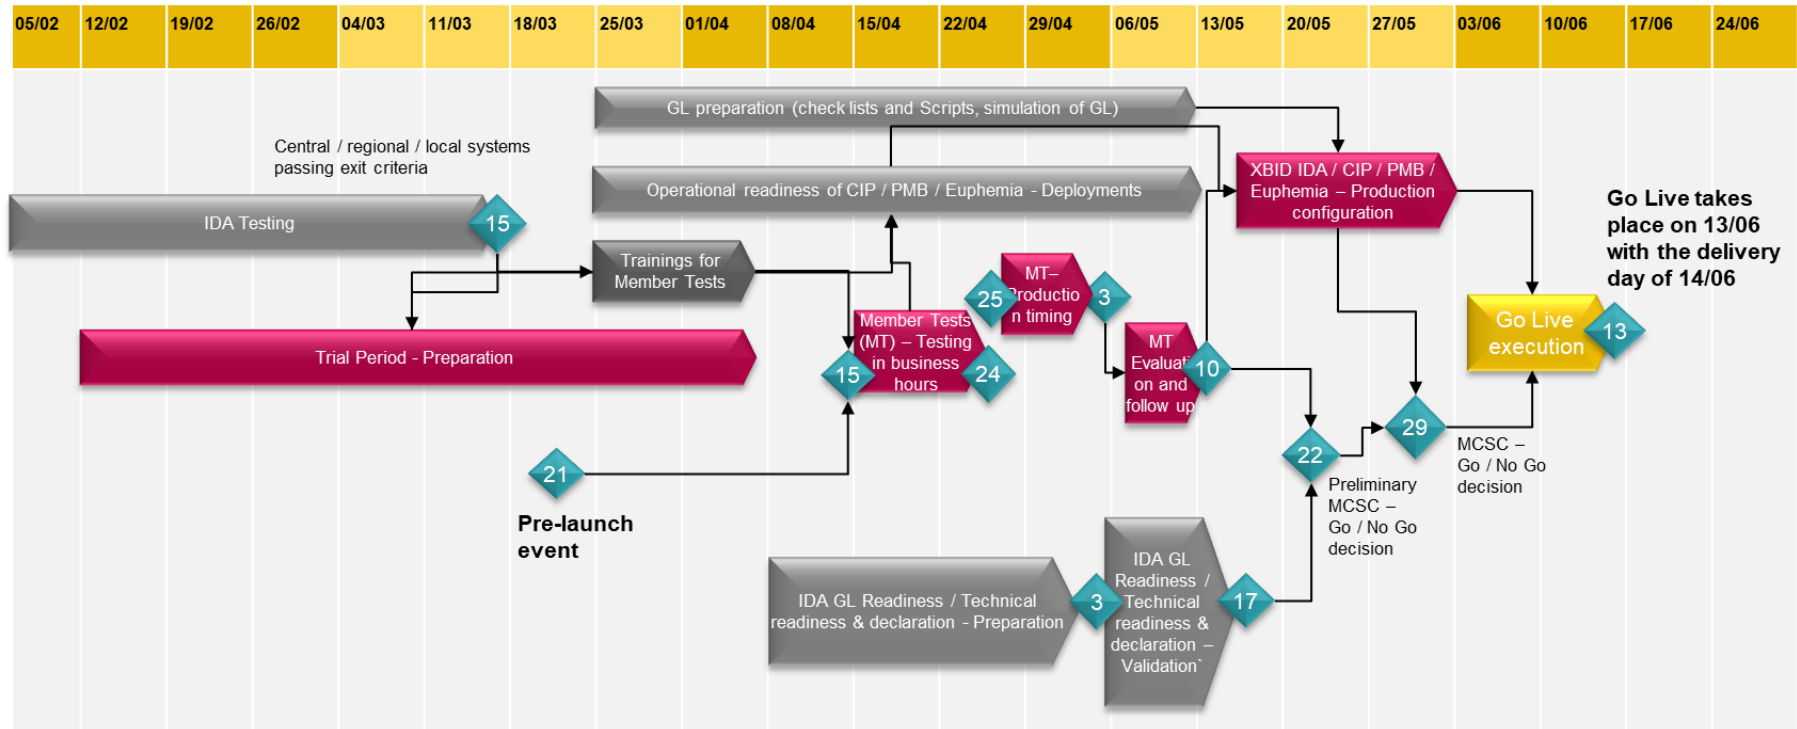 05/02 12/02 19/02 26/02 04/03 11/03 18/03 25/03 01/04 08/04 15/04 22/04 29/04 06/05 13/05 20/05 27/05 03/06 10/06 17/06 24/06
GL preparation (check lists and Scripts, simulation of GL)
Central / regional / local systems
passing exit criteria
Operational readiness of CIP / PMB / Euphemia - Deployments
XBID IDA / CIP / PMB /
Euphemia – Production
configuration
IDA Testing
15
Go Live takes
place on 13/06
with the delivery
day of 14/06
Trainings for
Member Tests
25
MT–
Productio
n timing
3
Trial Period - Preparation
Member Tests
(MT) – Testing
in business
hours
15
24
MT
Evaluati
on and
follow up
10
Go Live
execution
13
22
29
Preliminary
MCSC –
Go / No Go
decision
MCSC –
Go / No Go
decision
21
Pre-launch
event
IDA GL Readiness / Technical
readiness & declaration - Preparation
3
IDA GL
Readiness /
Technical
readiness &
declaration –
Validation`
17